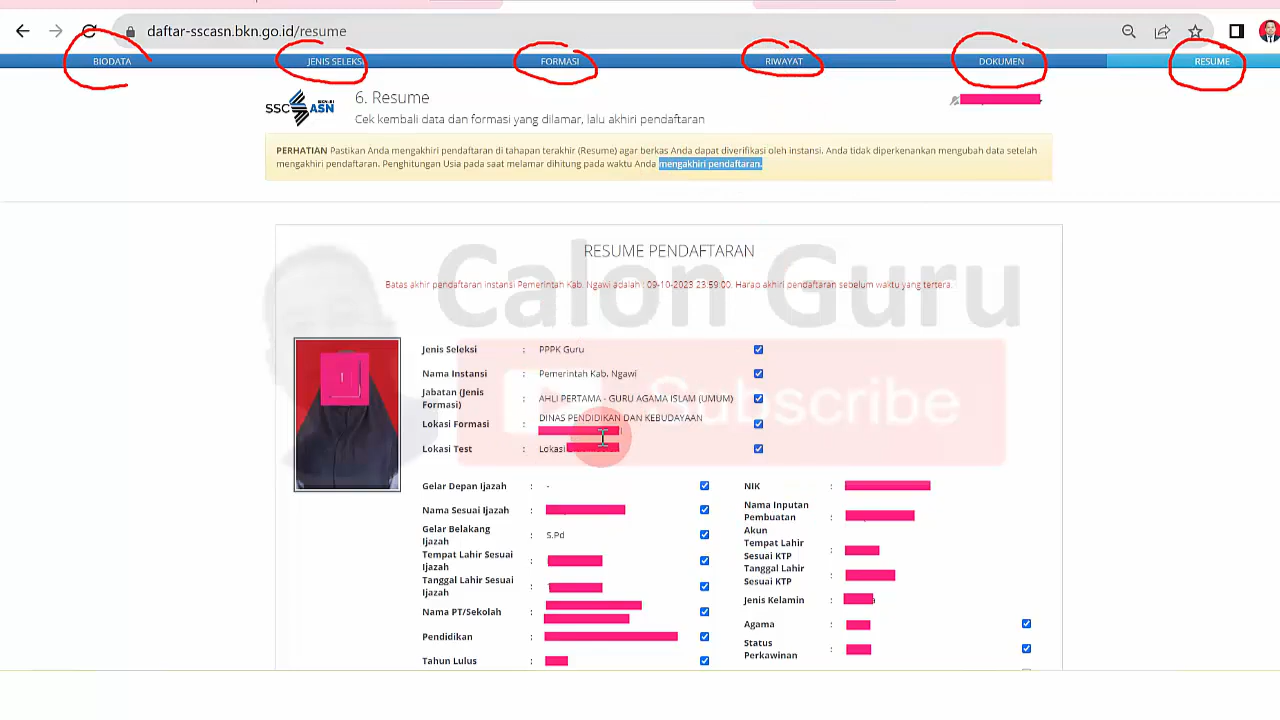 daftar-sscasn.bkn.go.id/resume
BIODATA JENIS SELEKSI FORMASI RIWAYAT DOKUMEN RESUME
SSC ASN
6. Resume
Cek kembali data dan formasi yang dilamar, lalu akhiri pendaftaran
PERHATIAN Pastikan Anda mengakhiri pendaftaran di tahapan terakhir (Resume) agar berkas Anda dapat diverifikasi oleh instansi. Anda tidak diperkenankan mengubah data setelah
mengakhiri pendaftaran. Penghitungan Usia pada saat melamar dihitung pada waktu Anda mengakhiri pendaftaran.
Calon Guru
RESUME PENDAFTARAN
Batas akhir pendaftaran instansi Pemerintah Kab. Ngawi adalah : 09-10-2023 23:59:00. Harap akhiri pendaftaran sebelum waktu yang tertera.
Subscribe
Jenis Seleksi : PPPK Guru
Nama Instansi : Pemerintah Kab. Ngawi
Jabatan (Jenis
Formasi) : AHLI PERTAMA - GURU AGAMA ISLAM (UMUM)
Lokasi Formasi : DINAS PENDIDIKAN DAN KEBUDAYAAN
Lokasi Test : Lokasi
Gelar Depan Ijazah : -
Nama Sesuai Ijazah :
Gelar Belakang
Ijazah : S.Pd
Tempat Lahir Sesuai
Ijazah :
Tanggal Lahir Sesuai
Ijazah :
Nama PT/Sekolah :
Pendidikan :
Tahun Lulus :
NIK :
Nama Inputan
Pembuatan :
Akun
Tempat Lahir
Sesuai KTP :
Tanggal Lahir
Sesuai KTP :
Jenis Kelamin :
Agama :
Status
Perkawinan :